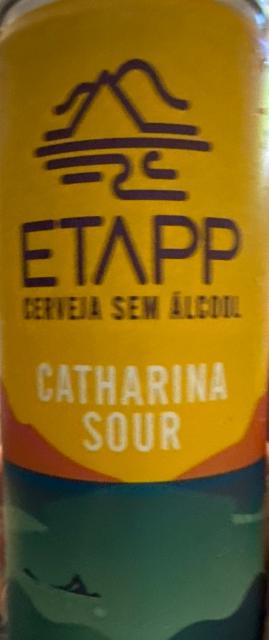 ETAPP
CERVEJA SEM ÁLCOOL
CATHARINA
SOUR